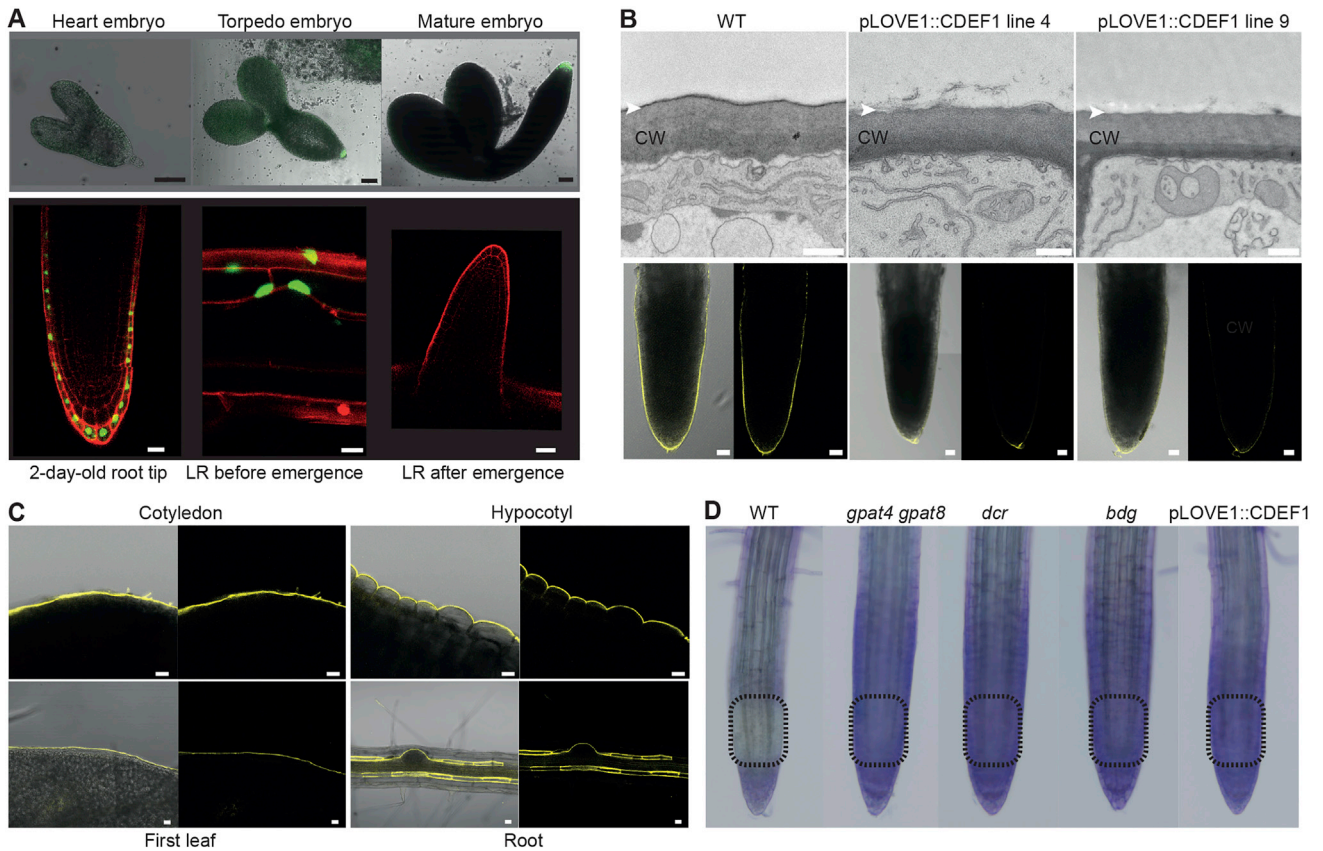 A
Heart embryo Torpedo embryo Mature embryo
2-day-old root tip LR before emergence LR after emergence
B
WT pLOVE1::CDEF1 line 4 pLOVE1::CDEF1 line 9
CW CW CW
CW
C
Cotyledon Hypocotyl
First leaf Root
D
WT gpat4 gpat8 dcr bdg pLOVE1::CDEF1